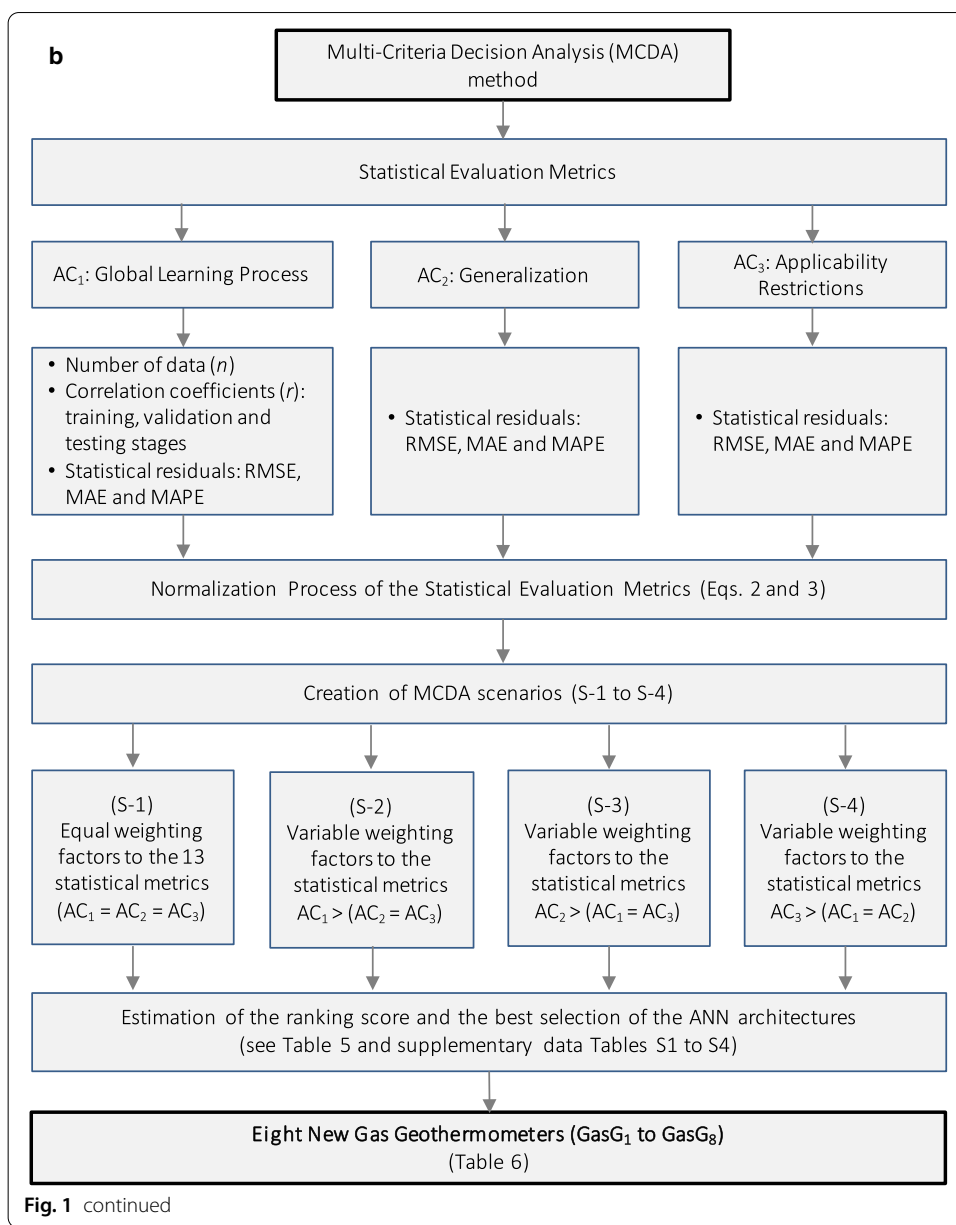 b
Multi-Criteria Decision Analysis (MCDA)
method
Statistical Evaluation Metrics
AC₁: Global Learning Process
AC₂: Generalization
AC₃: Applicability
Restrictions
• Number of data (n)
• Correlation coefficients (r):
training, validation and
testing stages
• Statistical residuals: RMSE,
MAE and MAPE
• Statistical residuals:
RMSE, MAE and MAPE
• Statistical residuals:
RMSE, MAE and MAPE
Normalization Process of the Statistical Evaluation Metrics (Eqs. 2 and 3)
Creation of MCDA scenarios (S-1 to S-4)
(S-1)
Equal weighting
factors to the 13
statistical metrics
(AC₁ = AC₂ = AC₃)
(S-2)
Variable weighting
factors to the
statistical metrics
AC₁ > (AC₂ = AC₃)
(S-3)
Variable weighting
factors to the
statistical metrics
AC₂ > (AC₁ = AC₃)
(S-4)
Variable weighting
factors to the
statistical metrics
AC₃ > (AC₁ = AC₂)
Estimation of the ranking score and the best selection of the ANN architectures
(see Table 5 and supplementary data Tables S1 to S4)
Eight New Gas Geothermometers (GasG₁ to GasG₈)
(Table 6)
Fig. 1 continued